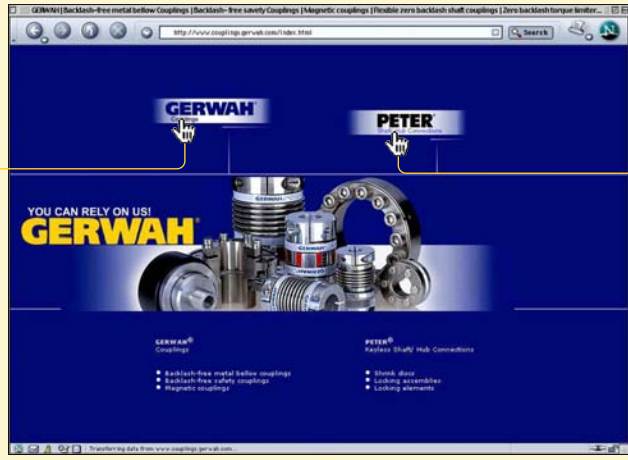 GERWAH | Backlash-free metal bellow Couplings | Backlash- free savety Couplings | Magnetic couplings | Flexible zero backlash shaft couplings | Zero backlash torque limiter...
http://www.couplings.gerwah.com/index.html
Search
N
GERWAH
Couplings
PETER
Shaft-Hub Connections
YOU CAN RELY ON US!
GERWAH®
GERWAH
GERWAH
GERWAH®
Couplings
Backlash-free metal bellow couplings
Backlash-free safety couplings
Magnetic couplings
PETER®
Keyless Shaft/ Hub Connections
Shrink discs
Locking assemblies
Locking elements
Transferring data from www.couplings.gerwah.com...